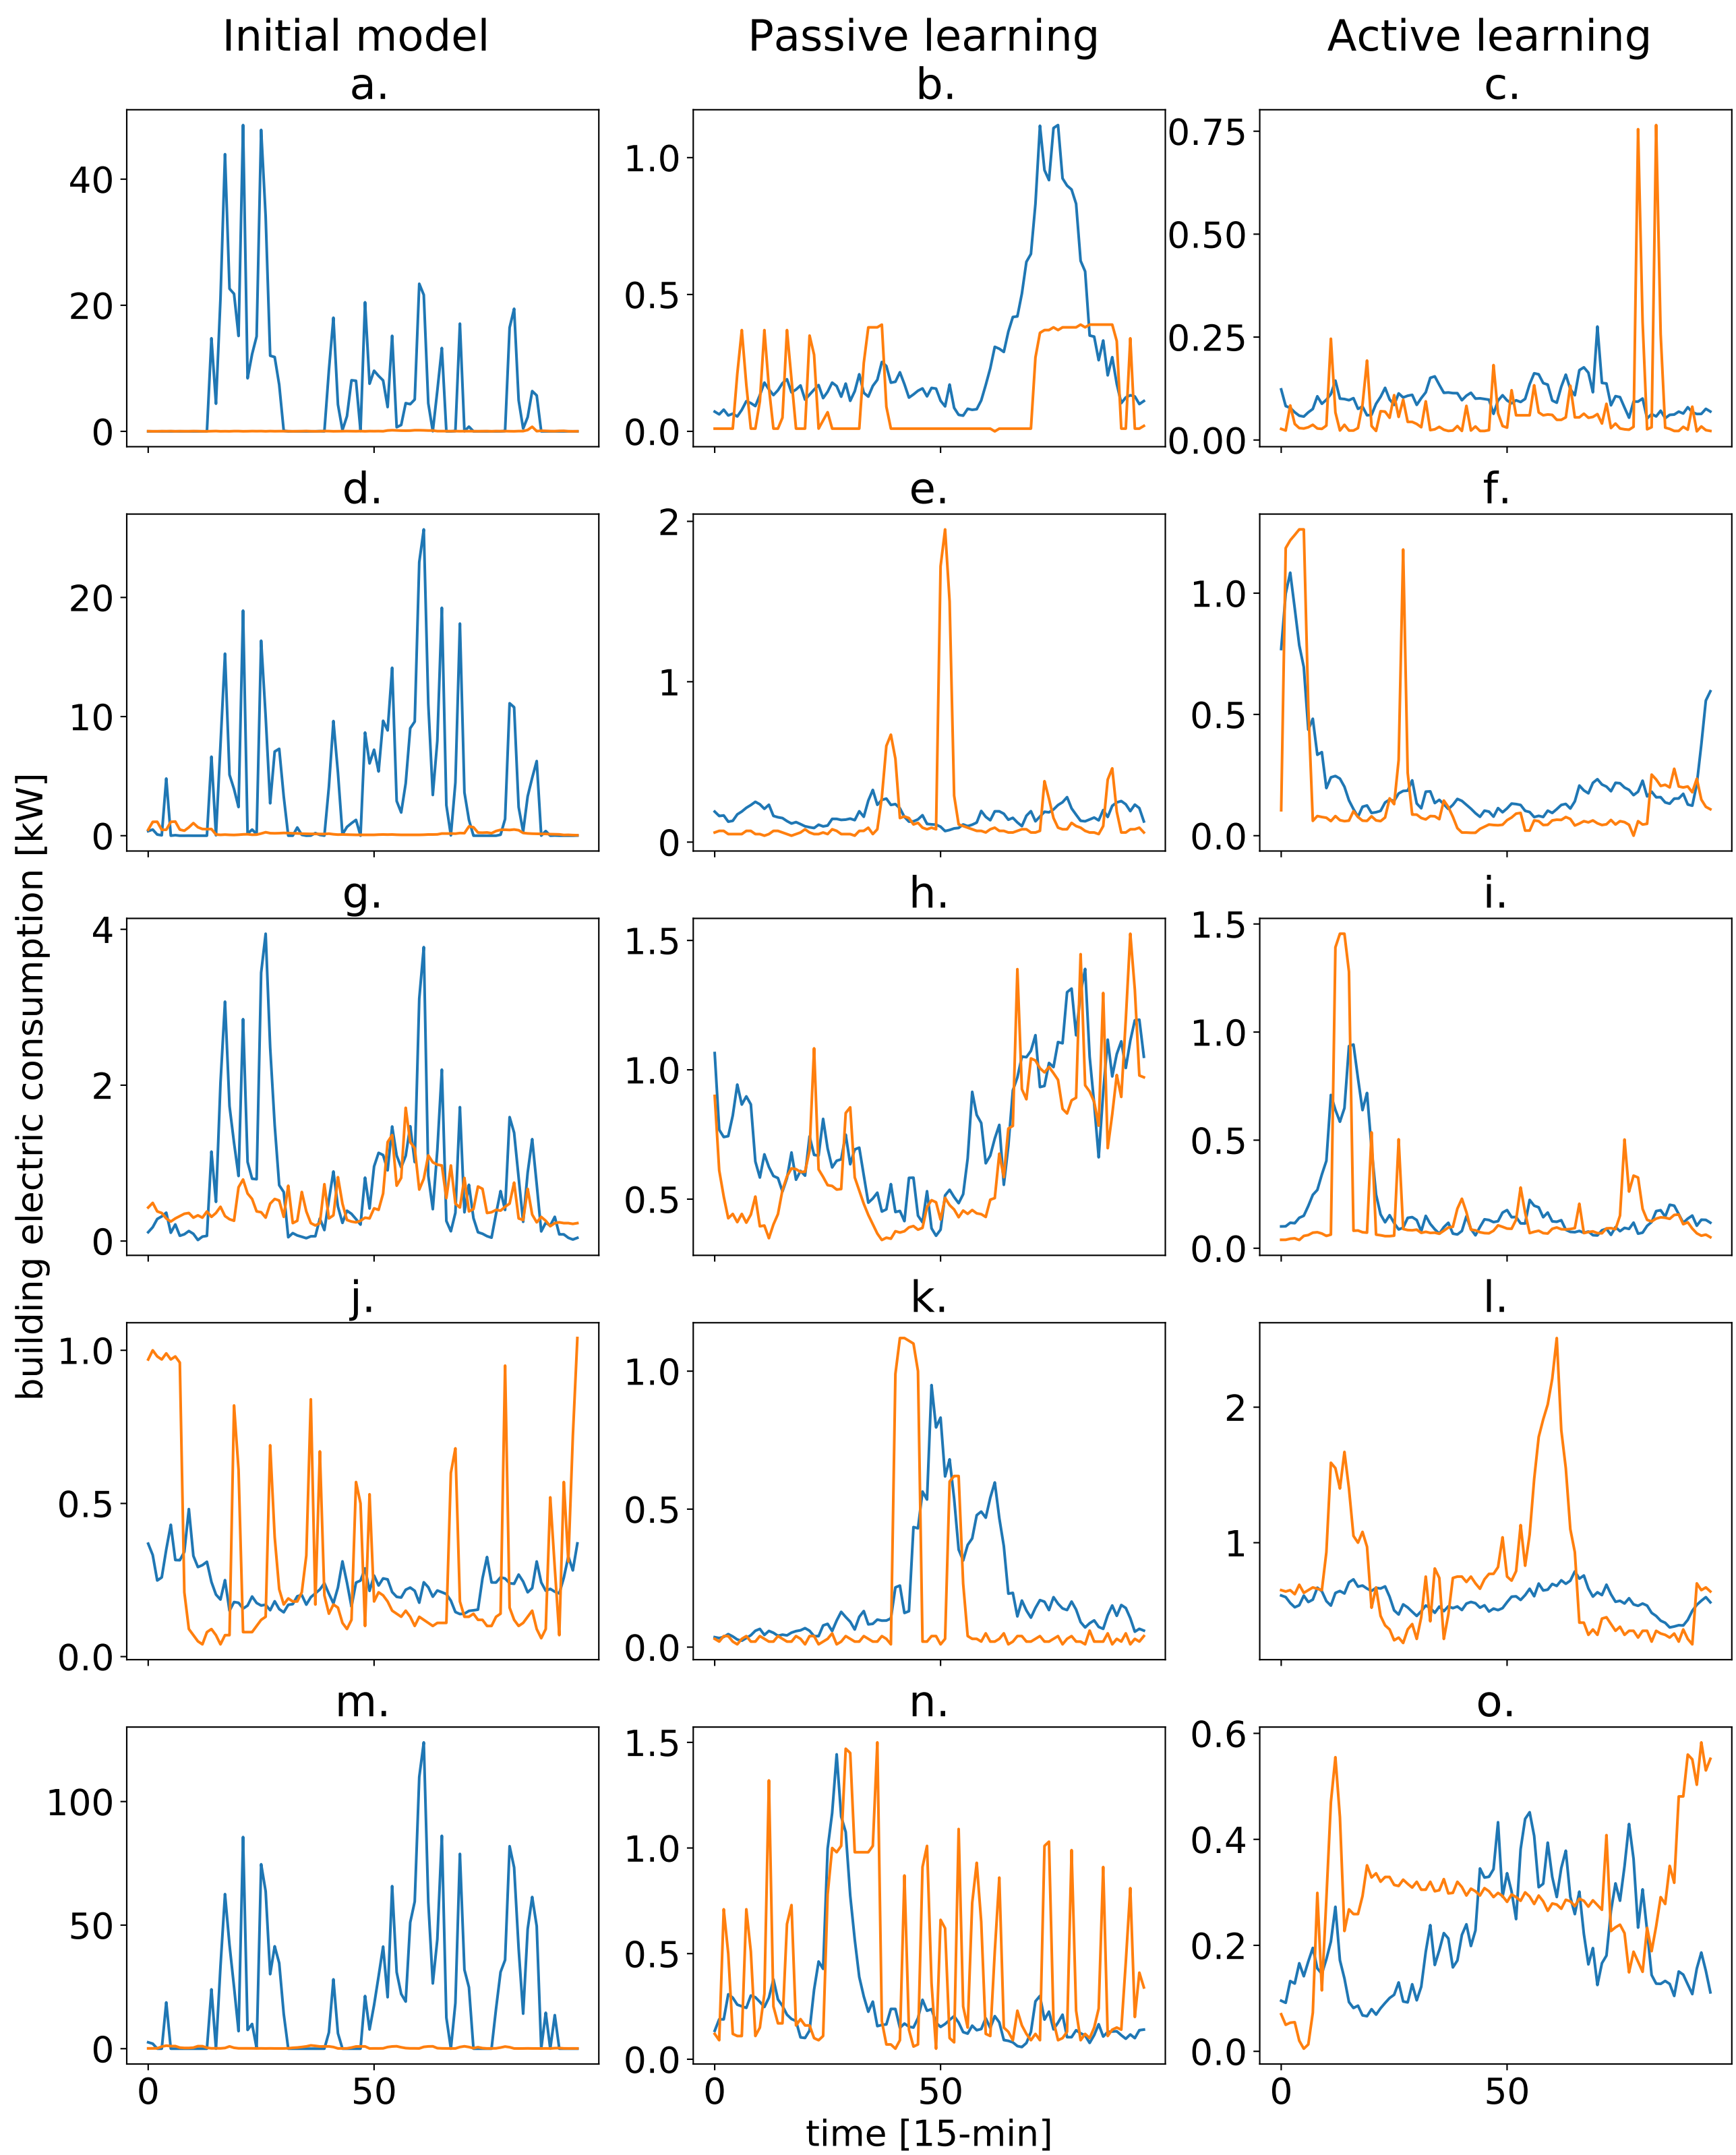 Initial model
Passive learning
Active learning
a.
b.
c.
40
20
0
1.0
0.5
0.0
0.75
0.50
0.25
0.00
d.
e.
f.
20
10
0
2
1
0
1.0
0.5
0.0
g.
h.
i.
4
2
0
1.5
1.0
0.5
1.5
1.0
0.5
0.0
building electric consumption [kW]
j.
k.
l.
1.0
0.5
0.0
1.0
0.5
0.0
2
1
m.
n.
o.
100
50
0
1.5
1.0
0.5
0.0
0.6
0.4
0.2
0.0
0 50
0 50
0 50
time [15-min]